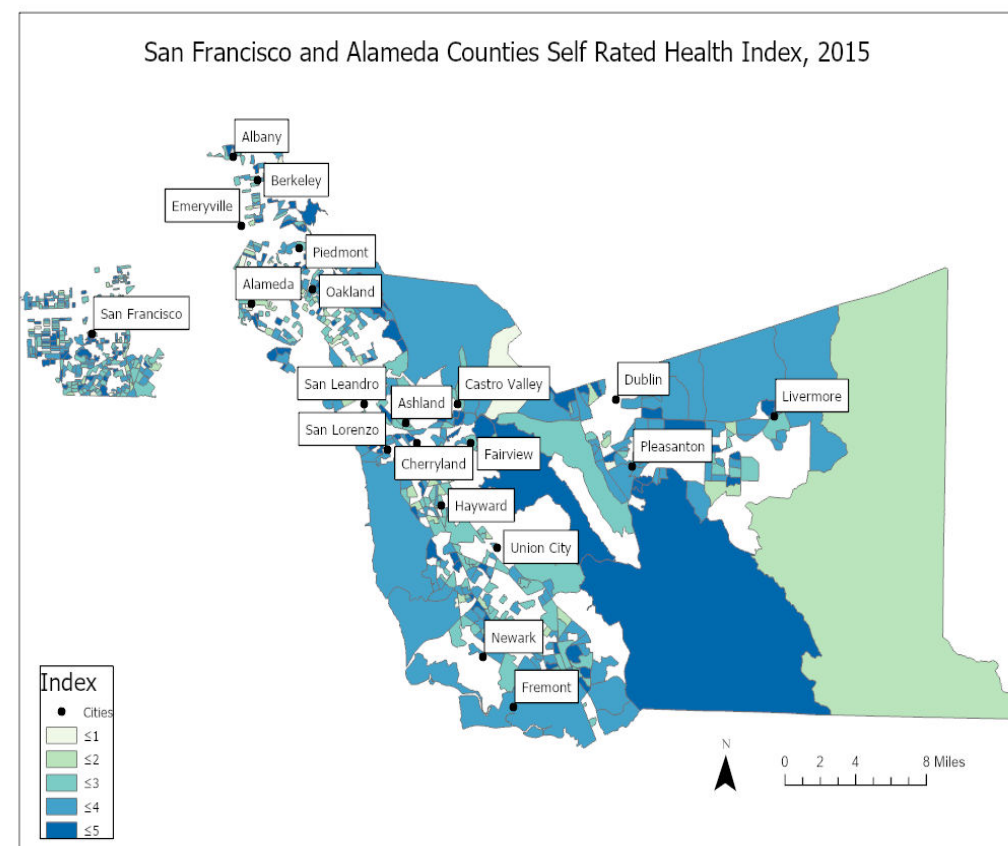 San Francisco and Alameda Counties Self Rated Health Index, 2015
Albany
Berkeley
Emeryville
Piedmont
Alameda
Oakland
San Francisco
San Leandro
Castro Valley
Ashland
Dublin
Livermore
San Lorenzo
Cherryland
Fairview
Pleasanton
Hayward
Union City
Newark
Fremont
Index
Cities
≤1
≤2
≤3
≤4
≤5
N
0 2 4 8 Miles